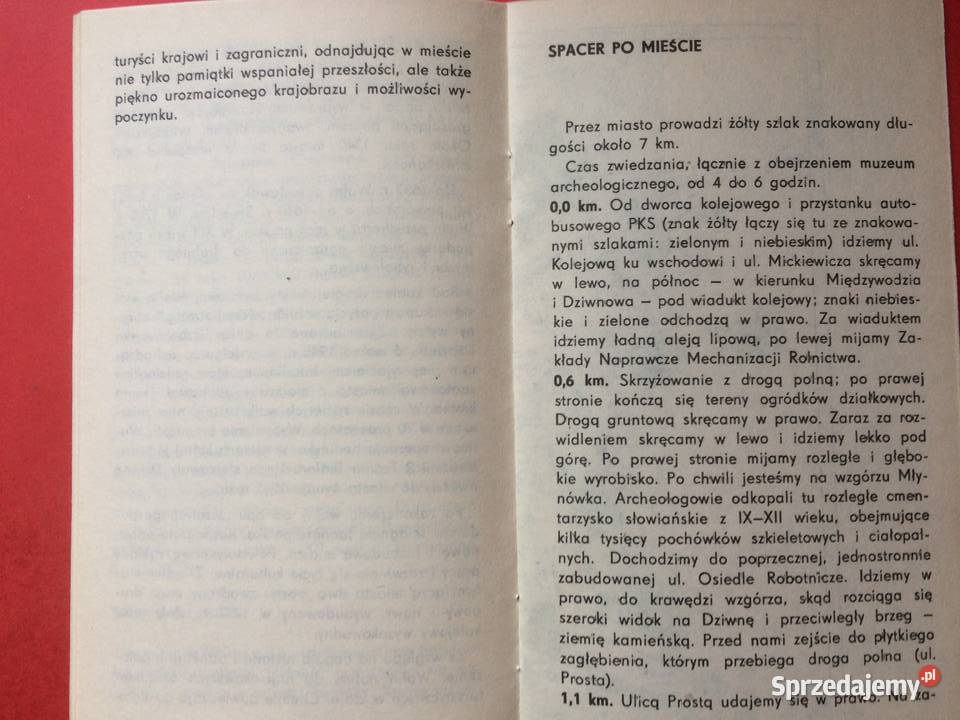 turyści krajowi i zagraniczni, odnajdując w mieście
nie tylko pamiątki wspaniałej przeszłości, ale także
piękno urozmaiconego krajobrazu i możliwości wy-
poczynku.
SPACER PO MIEŚCIE
Przez miasto prowadzi żółty szlak znakowany dłu-
gości około 7 km.
Czas zwiedzania, łącznie z obejrzeniem muzeum
archeologicznego, od 4 do 6 godzin.
0,0 km. Od dworca kolejowego i przystanku auto-
busowego PKS (znak żółty łączy się tu ze znakowa-
nymi szlakami: zielonym i niebieskim) idziemy ul.
Kolejową ku wschodowi i ul. Mickiewicza skręcamy
w lewo, na północ — w kierunku Międzywodzia
i Dziwnowa — pod wiadukt kolejowy; znaki niebies-
kie i zielone odchodzą w prawo. Za wiaduktem
idziemy ładną aleją lipową, po lewej mijamy Za-
kłady Naprawcze Mechanizacji Rolnictwa.
0,6 km. Skrzyżowanie z drogą polną; po prawej
stronie kończą się tereny ogródków działkowych.
Drogą gruntową skręcamy w prawo. Zaraz za roz-
widleniem skręcamy w lewo i idziemy lekko pod
górę. Po prawej stronie mijamy rozległe i głębo-
kie wyrobisko. Po chwili jesteśmy na wzgórzu Mły-
nówka. Archeologowie odkopali tu rozległe cmen-
tarzysko słowiańskie z IX—XII wieku, obejmujące
kilka tysięcy pochówków szkieletowych i ciałopal-
nych. Dochodzimy do poprzecznej, jednostronnie
zabudowanej ul. Osiedle Robotnicze. Idziemy w
prawo, do krawędzi wzgórza, skąd rozciąga się
szeroki widok na Dziwnę i przeciwległy brzeg —
ziemię kamieńską. Przed nami zejście do płytkiego
zagłębienia, którym przebiega droga polna (ul.
Prosta).
1,1 km. Ulicą Prostą udajemy się w prawo. Na za-
Sprzedajemy.pl